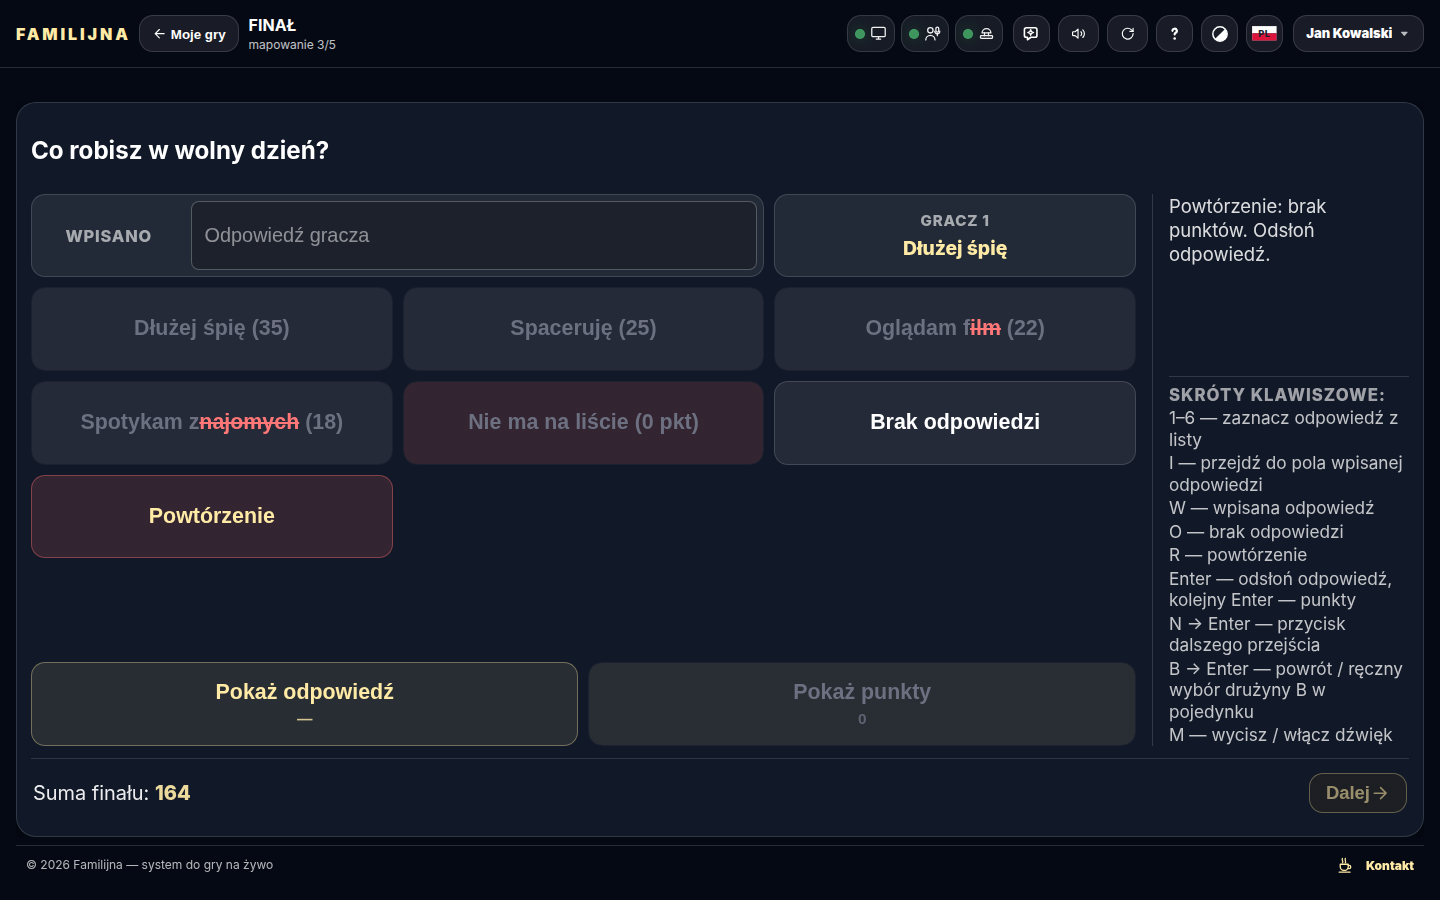 FAMILIJNA
← Moje gry
FINAŁ
mapowanie 3/5
?
PL
Jan Kowalski
Co robisz w wolny dzień?
WPISANO
Odpowiedź gracza
GRACZ 1
Dłużej śpię
Powtórzenie: brak
punktów. Odsłoń
odpowiedź.
Dłużej śpię (35)
Spaceruję (25)
Oglądam film (22)
Spotykam znajomych (18)
Nie ma na liście (0 pkt)
Brak odpowiedzi
Powtórzenie
SKRÓTY KLAWISZOWE:
1–6 — zaznacz odpowiedź z
listy
I — przejdź do pola wpisanej
odpowiedzi
W — wpisana odpowiedź
O — brak odpowiedzi
R — powtórzenie
Enter — odsłoń odpowiedź,
kolejny Enter — punkty
N → Enter — przycisk
dalszego przejścia
B → Enter — powrót / ręczny
wybór drużyny B w
pojedynku
M — wycisz / włącz dźwięk
Pokaż odpowiedź
—
Pokaż punkty
0
Suma finału: 164
Dalej →
© 2026 Familijna — system do gry na żywo
Kontakt